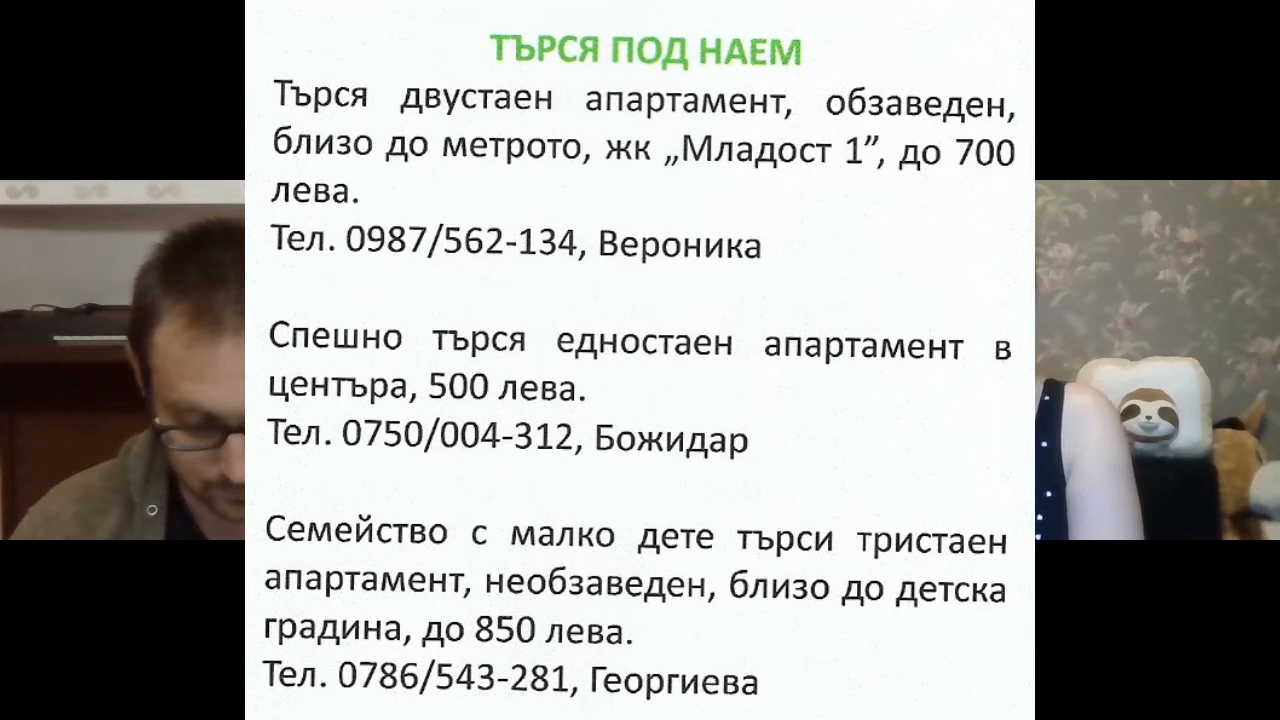 ТЪРСЯ ПОД НАЕМ
Търся двустаен апартамент, обзаведен,
близо до метрото, жк „Младост 1”, до 700
лева.
Тел. 0987/562-134, Вероника
Спешно търся едностаен апартамент в
центъра, 500 лева.
Тел. 0750/004-312, Божидар
Семейство с малко дете търси тристаен
апартамент, необзаведен, близо до детска
градина, до 850 лева.
Тел. 0786/543-281, Георгиева